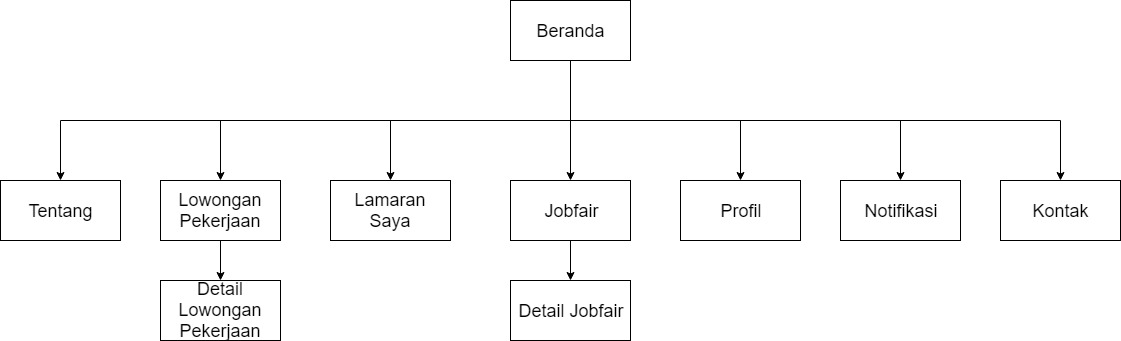 Beranda
Tentang
Lowongan
Pekerjaan
Lamaran
Saya
Jobfair
Profil
Notifikasi
Kontak
Detail
Lowongan
Pekerjaan
Detail Jobfair